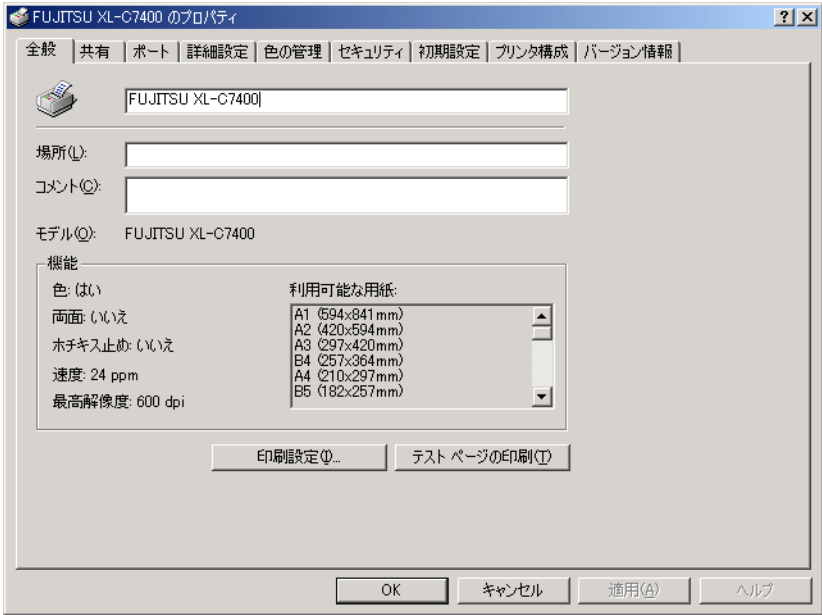 FUJITSU XL-C7400 のプロパティ
全般 共有 ポート 詳細設定 色の管理 セキュリティ 初期設定 プリンタ構成 バージョン情報
FUJITSU XL-C7400
場所(L):
コメント(C):
モデル(O): FUJITSU XL-C7400
機能
色: はい
両面: いいえ
ホチキス止め: いいえ
速度: 24 ppm
最高解像度: 600 dpi
利用可能な用紙:
A1 (594x841mm)
A2 (420x594mm)
A3 (297x420mm)
B4 (257x364mm)
A4 (210x297mm)
B5 (182x257mm)
印刷設定(I)... テスト ページの印刷(T)
OK キャンセル 適用(A) ヘルプ